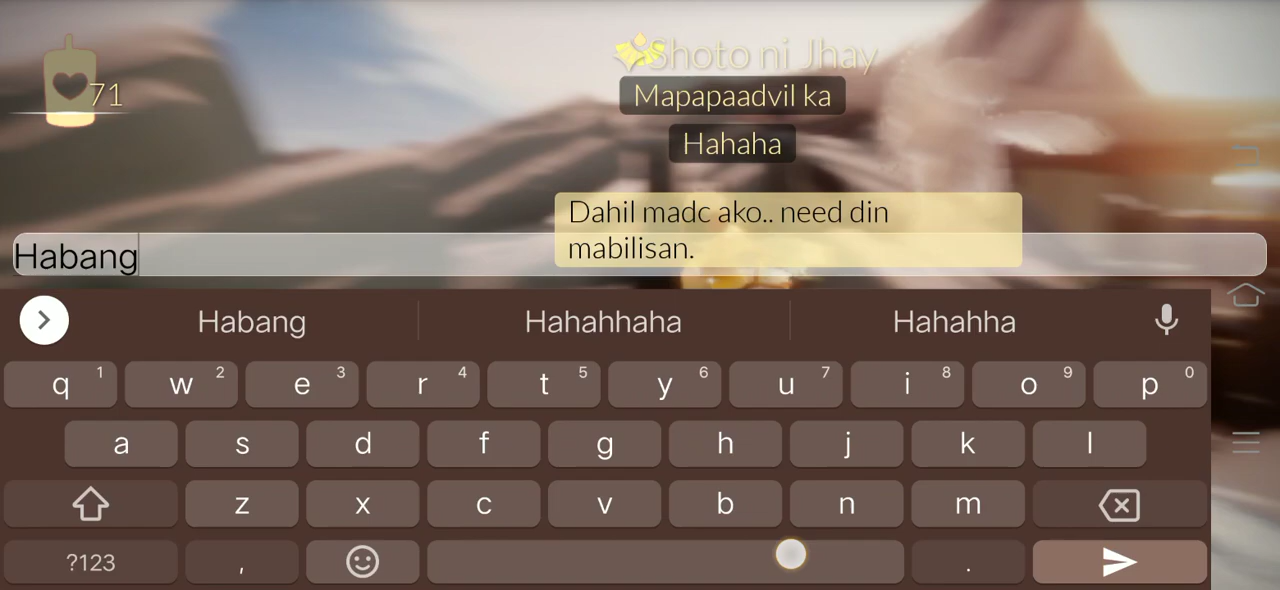 Shoto ni Jhay
71
Mapapaadvil ka
Hahaha
Dahil madc ako.. need din
mabilisan.
Habang
Habang Hahahhaha Hahahha
q 1 w 2 e 3 r 4 t 5 y 6 u 7 i 8 o 9 p 0
a s d f g h j k l
z x c v b n m
?123 , .